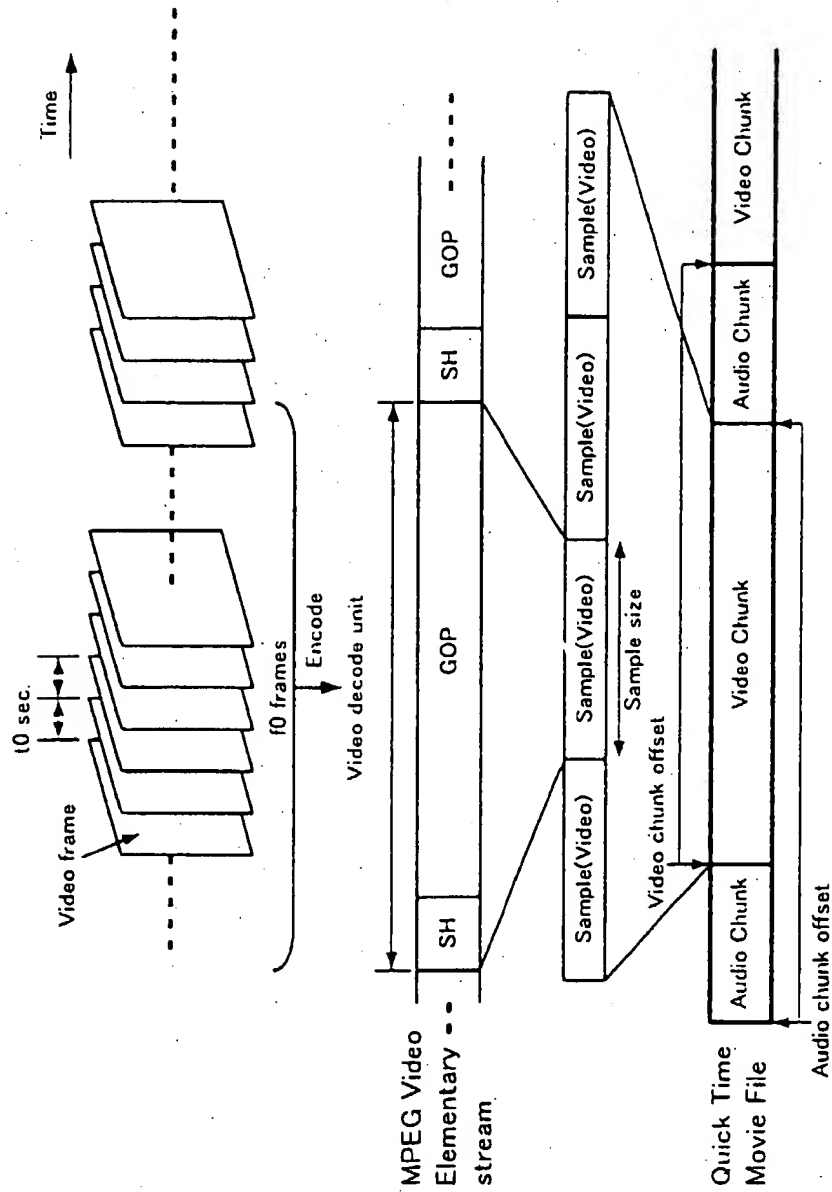 Time
t0 sec.
Video frame
f0 frames
Encode
Video decode unit
MPEG Video
Elementary
stream
SH
GOP
SH
GOP
Sample(Video)
Sample(Video)
Sample(Video)
Sample(Video)
Sample size
Video chunk offset
Quick Time
Movie File
Audio Chunk
Video Chunk
Audio Chunk
Video Chunk
Audio chunk offset